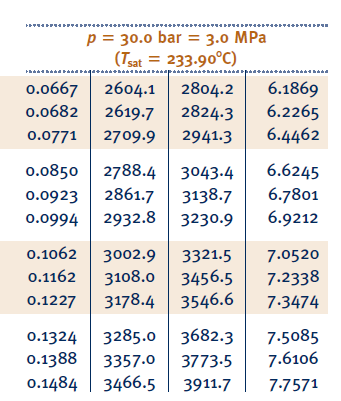 p = 30.0 bar = 3.0 MPa
(Tsat = 233.90°C)
0.0667 2604.1 2804.2 6.1869
0.0682 2619.7 2824.3 6.2265
0.0771 2709.9 2941.3 6.4462
0.0850 2788.4 3043.4 6.6245
0.0923 2861.7 3138.7 6.7801
0.0994 2932.8 3230.9 6.9212
0.1062 3002.9 3321.5 7.0520
0.1162 3108.0 3456.5 7.2338
0.1227 3178.4 3546.6 7.3474
0.1324 3285.0 3682.3 7.5085
0.1388 3357.0 3773.5 7.6106
0.1484 3466.5 3911.7 7.7571